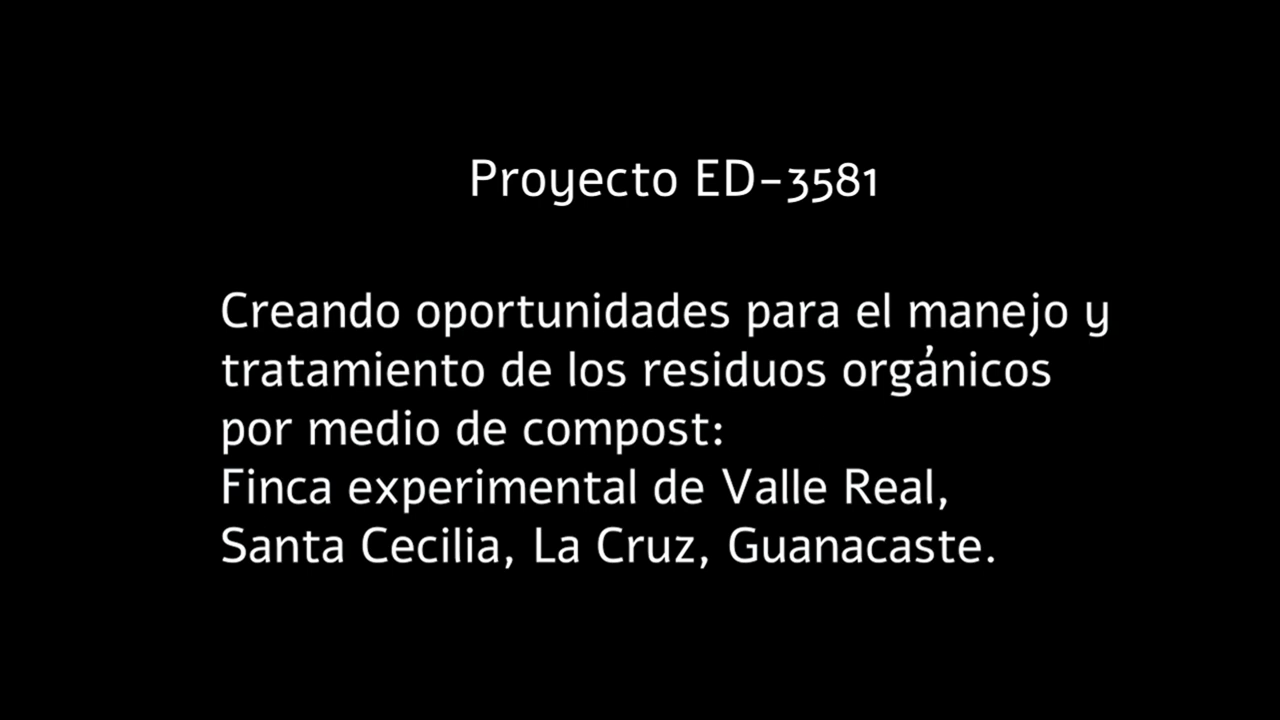 Proyecto ED-3581
Creando oportunidades para el manejo y
tratamiento de los residuos orgánicos
por medio de compost:
Finca experimental de Valle Real,
Santa Cecilia, La Cruz, Guanacaste.